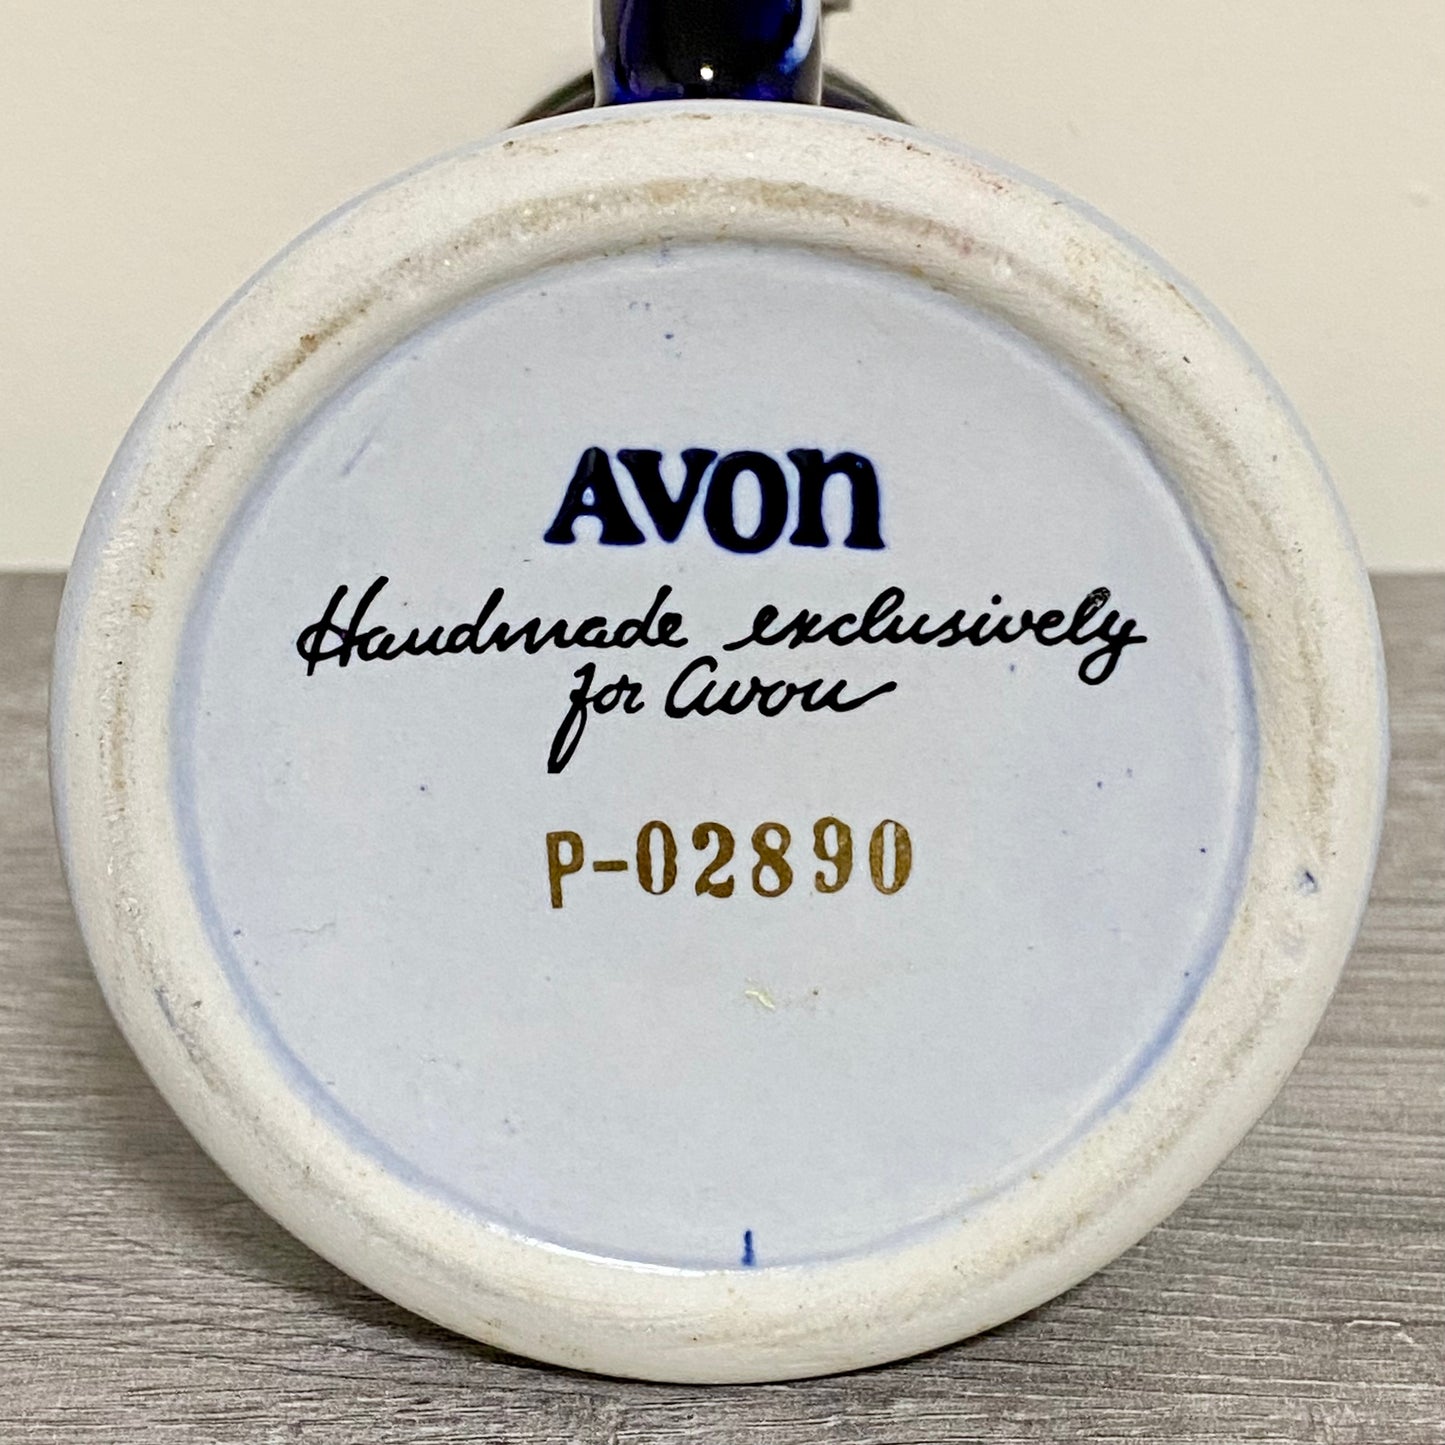 AVON
Handmade exclusively
for Avon
P-02890